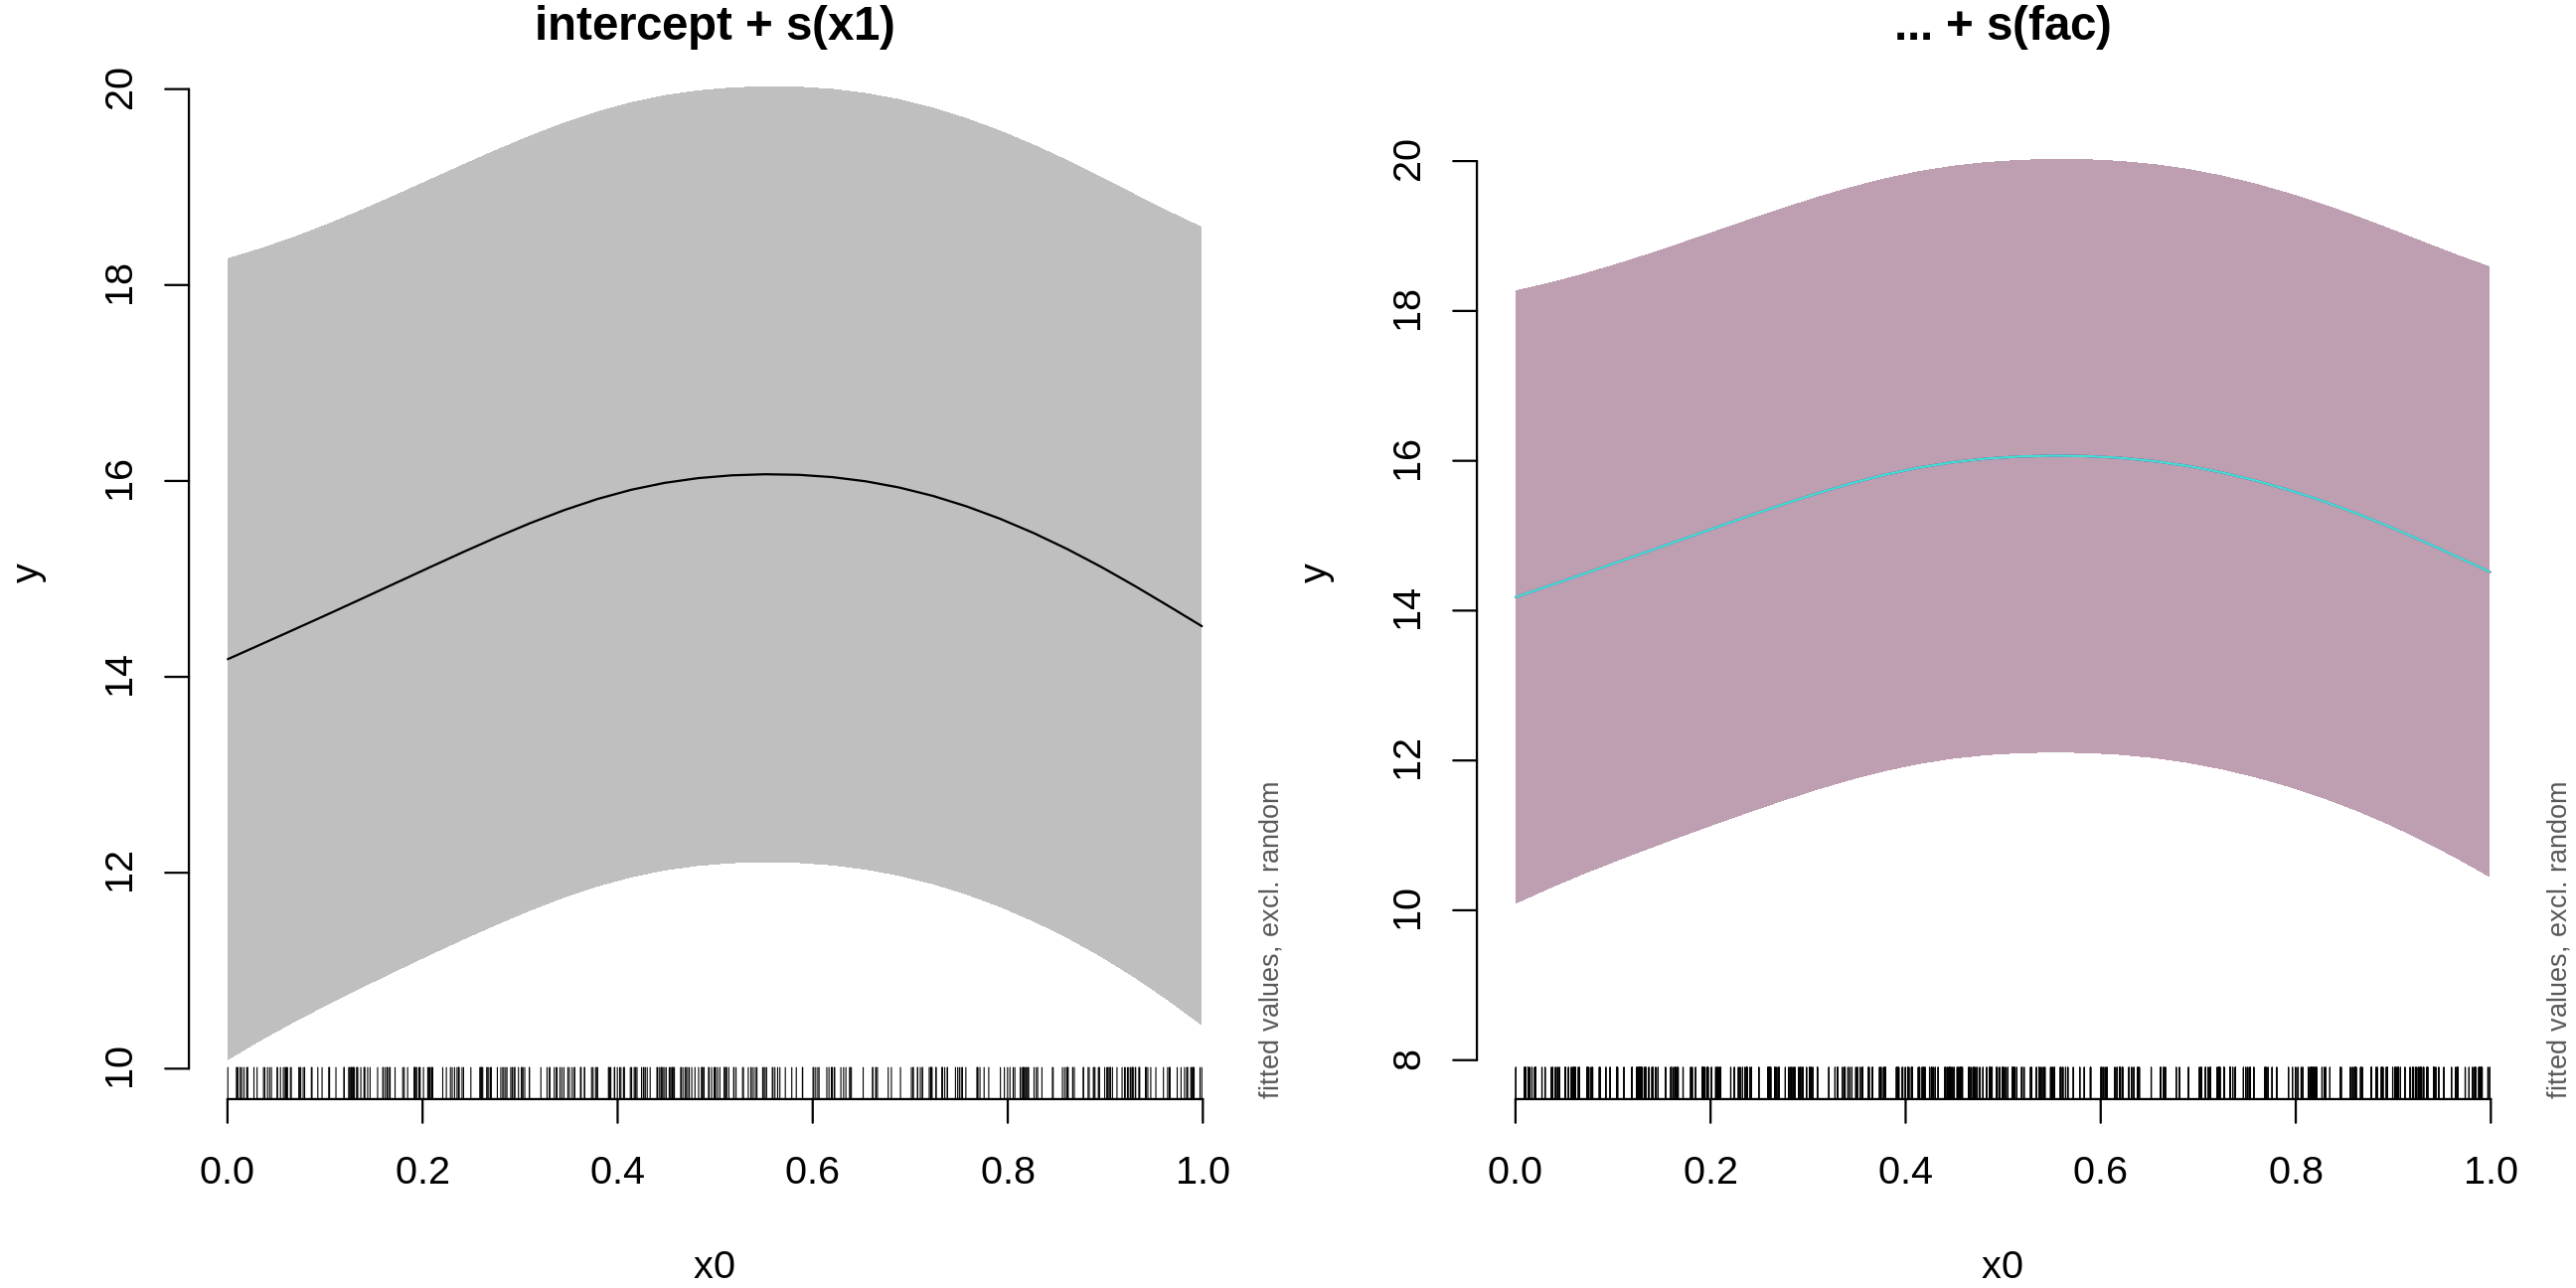 intercept + s(x1)
20
18
16
14
12
10
y
0.0 0.2 0.4 0.6 0.8 1.0
x0
fitted values, excl. random
... + s(fac)
20
18
16
14
12
10
8
y
0.0 0.2 0.4 0.6 0.8 1.0
x0
fitted values, excl. random